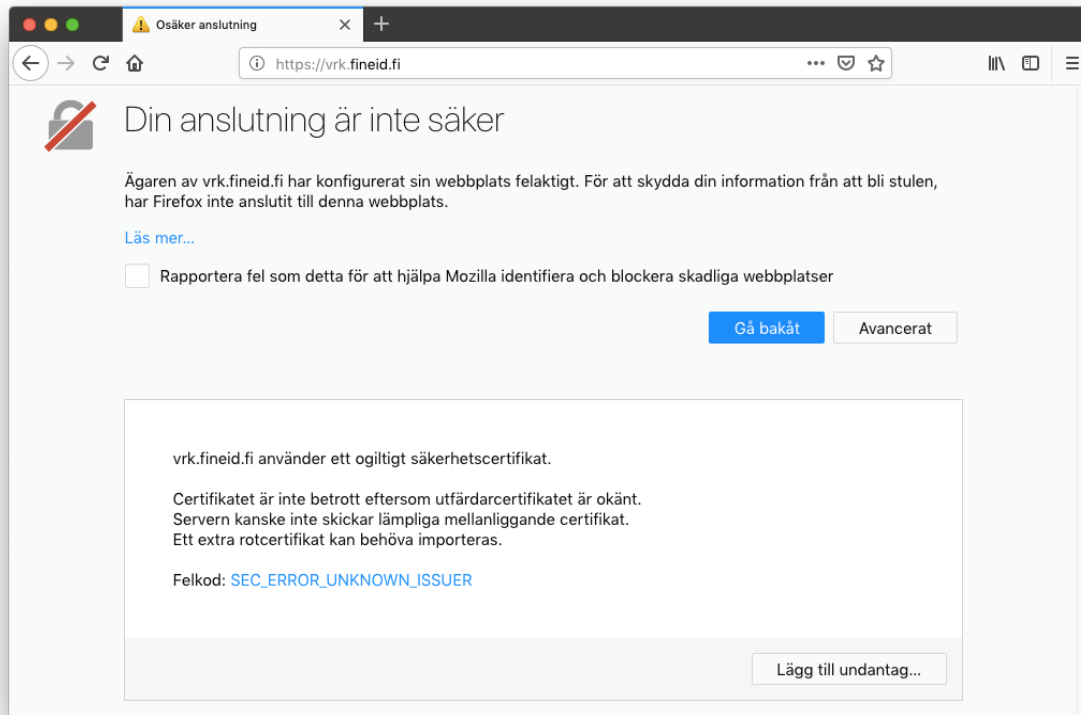 Osäker anslutning
https://vrk.fineid.fi
Din anslutning är inte säker
Ägaren av vrk.fineid.fi har konfigurerat sin webbplats felaktigt. För att skydda din information från att bli stulen,
har Firefox inte anslutit till denna webbplats.
Läs mer...
Rapportera fel som detta för att hjälpa Mozilla identifiera och blockera skadliga webbplatser
Gå bakåt
Avancerat
vrk.fineid.fi använder ett ogiltigt säkerhetscertifikat.
Certifikatet är inte betrott eftersom utfärdarcertifikatet är okänt.
Servern kanske inte skickar lämpliga mellanliggande certifikat.
Ett extra rotcertifikat kan behöva importeras.
Felkod: SEC_ERROR_UNKNOWN_ISSUER
Lägg till undantag...